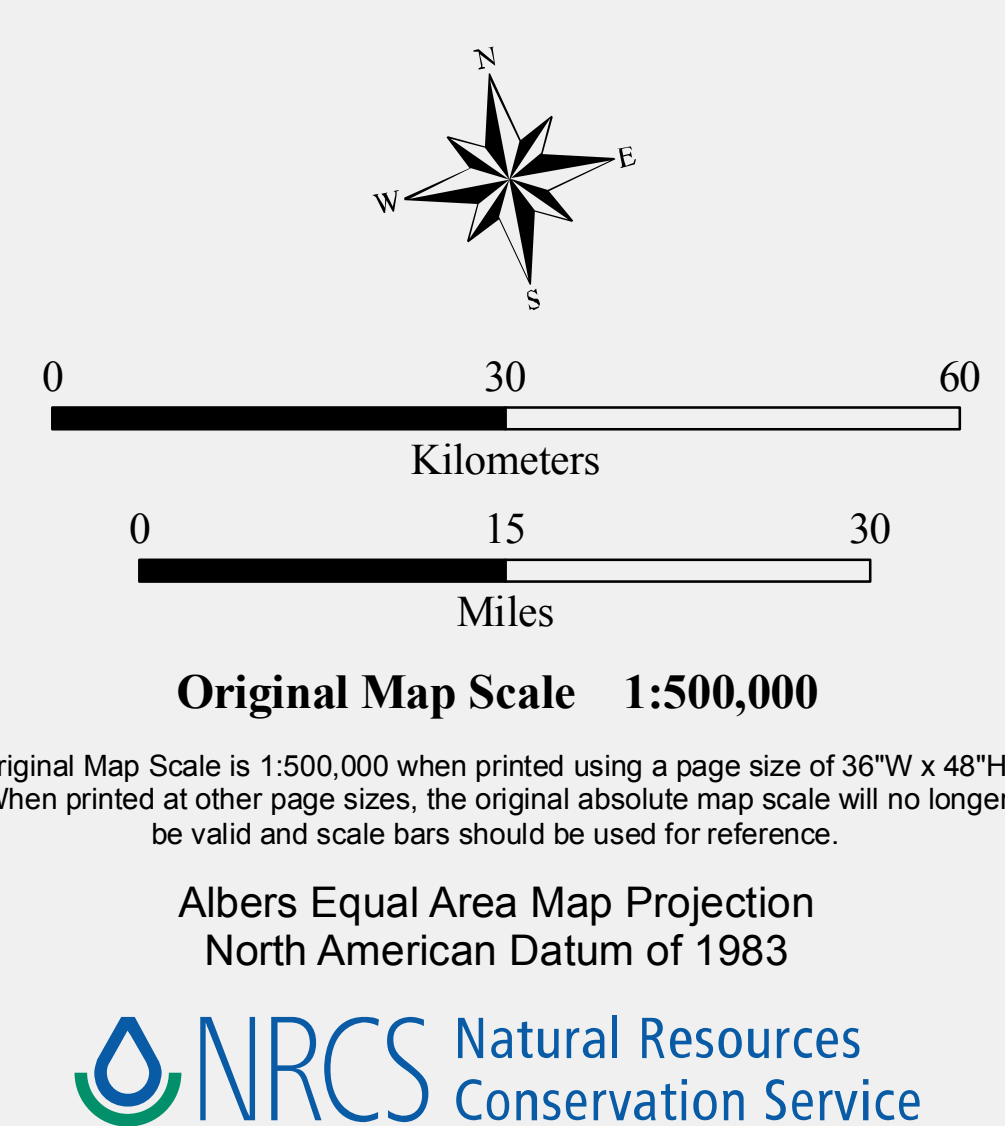 N
E
W
S
0 30 60
Kilometers
0 15 30
Miles
Original Map Scale 1:500,000
riginal Map Scale is 1:500,000 when printed using a page size of 36"W x 48"H
When printed at other page sizes, the original absolute map scale will no longer
be valid and scale bars should be used for reference.
Albers Equal Area Map Projection
North American Datum of 1983
NRCS Natural Resources
Conservation Service